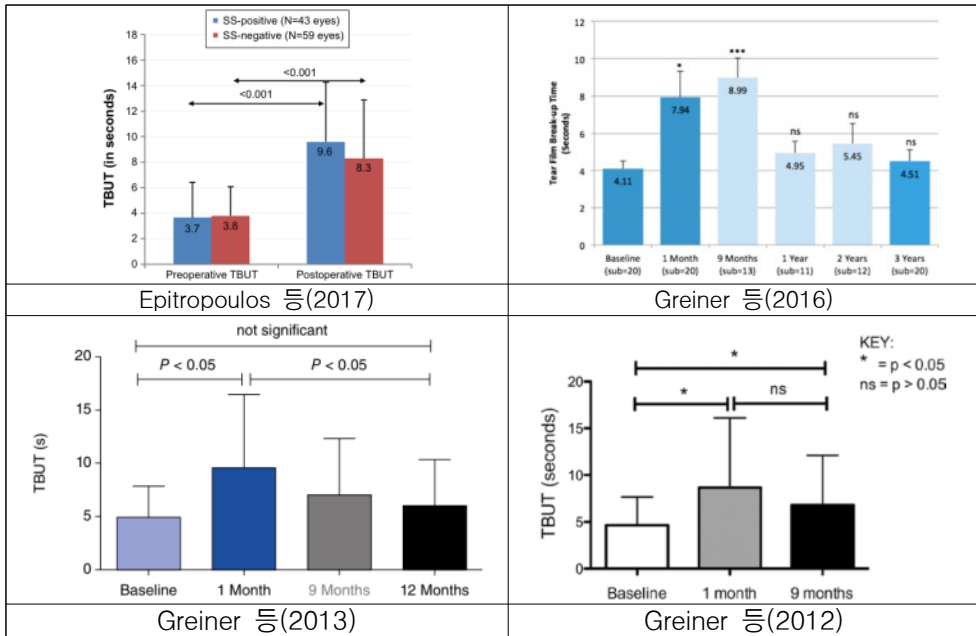 SS-positive (N=43 eyes)
SS-negative (N=59 eyes)
<0.001
<0.001
TBUT (in seconds)
18
16
14
12
10
8
6
4
2
0
3.7
3.8
9.6
8.3
Preoperative TBUT
Postoperative TBUT
Epitropoulos 등(2017)
Tear Film Break-up Time
(Seconds)
12
10
8
6
4
2
0
*
***
ns
ns
ns
4.11
7.94
8.99
4.95
5.45
4.51
Baseline
(sub=20)
1 Month
(sub=20)
9 Months
(sub=13)
1 Year
(sub=11)
2 Years
(sub=12)
3 Years
(sub=20)
Greiner 등(2016)
not significant
P < 0.05
P < 0.05
TBUT (s)
20
15
10
5
0
Baseline
1 Month
9 Months
12 Months
Greiner 등(2013)
KEY:
* = p < 0.05
ns = p > 0.05
*
*
ns
TBUT (seconds)
20
15
10
5
0
Baseline
1 month
9 months
Greiner 등(2012)